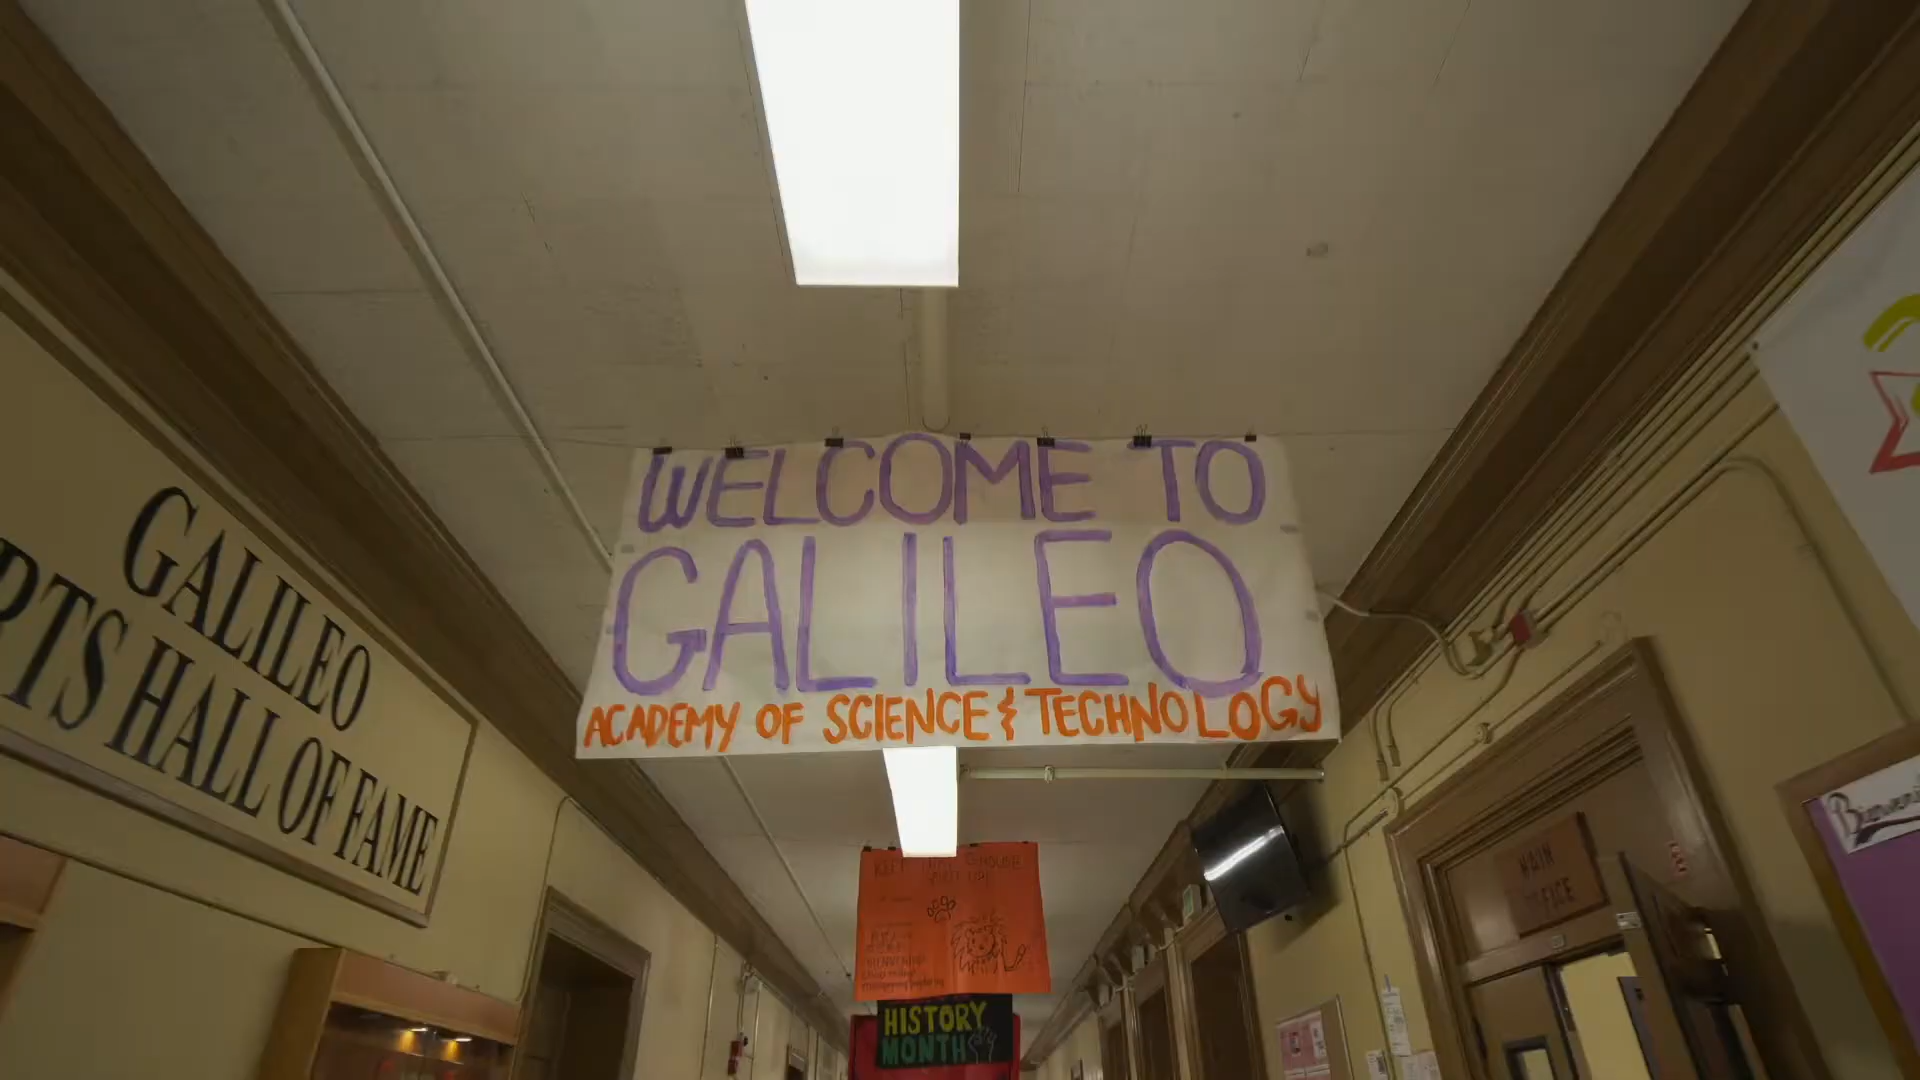 WELCOME TO
GALILEO
ACADEMY OF SCIENCE & TECHNOLOGY
GALILEO
RTS HALL OF FAME
MAIN
OFFICE
HISTORY
MONTH